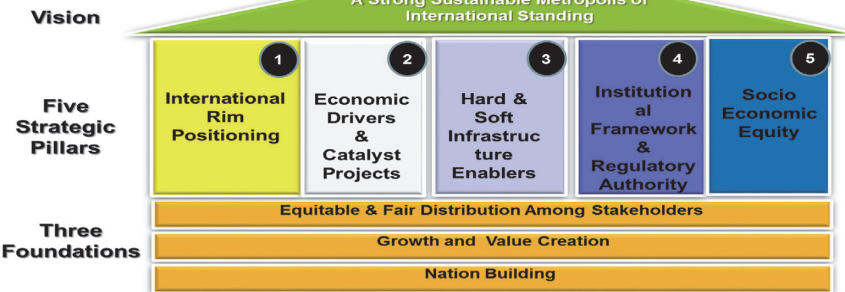 Vision
A Strong Sustainable Metropolis of
International Standing
Five
Strategic
Pillars
1
International
Rim
Positioning
2
Economic
Drivers
&
Catalyst
Projects
3
Hard &
Soft
Infrastruc
ture
Enablers
4
Institution
al
Framework
&
Regulatory
Authority
5
Socio
Economic
Equity
Three
Foundations
Equitable & Fair Distribution Among Stakeholders
Growth and Value Creation
Nation Building